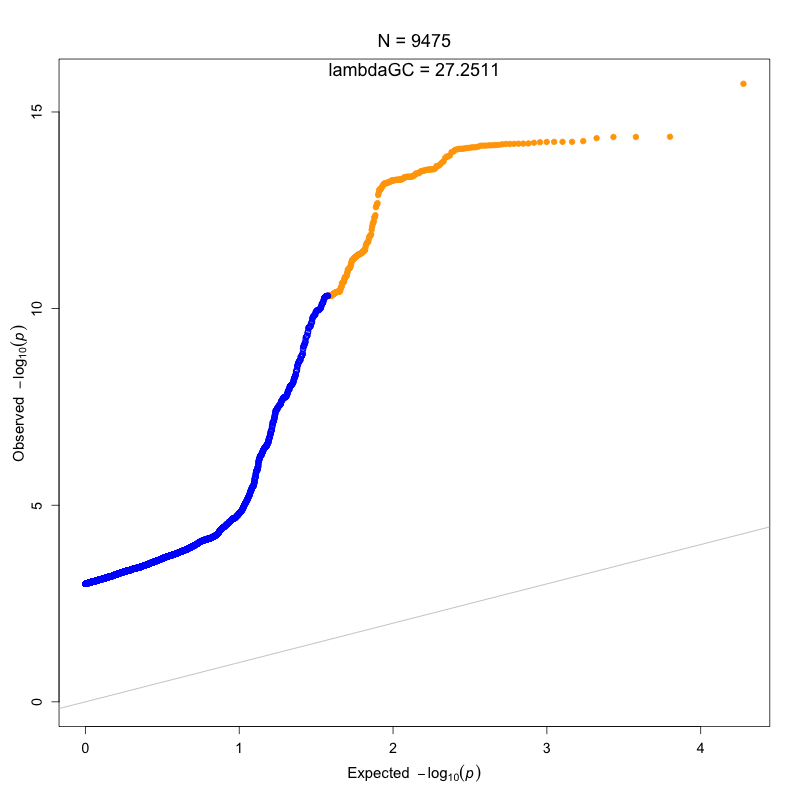 N = 9475
lambdaGC = 27.2511
15
10
5
0
Observed −log10(p)
0 1 2 3 4
Expected −log10(p)